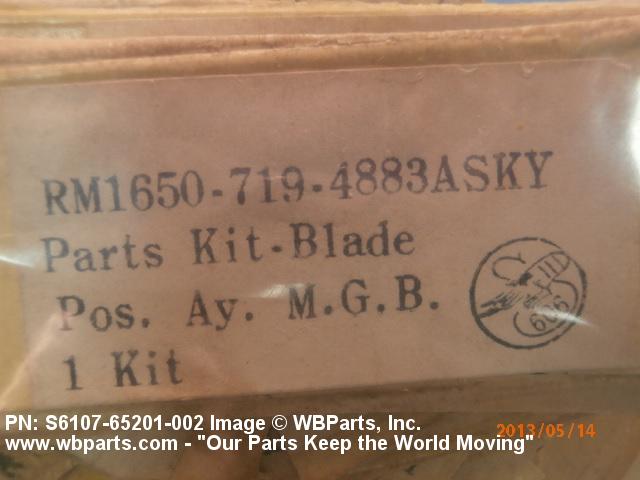 RM1650-719-4883ASKY
Parts Kit-Blade
Pos. Ay. M.G.B.
1 Kit
PN: S6107-65201-002 Image © WBParts, Inc.
2013/05/14
www.wbparts.com - "Our Parts Keep the World Moving"